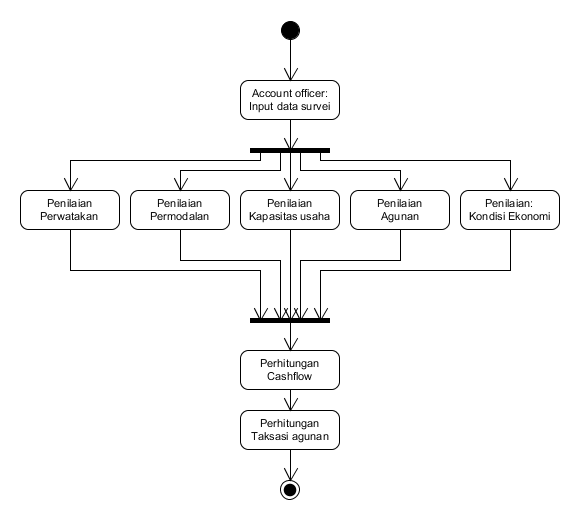 Account officer:
Input data survei
Penilaian
Perwatakan
Penilaian
Permodalan
Penilaian
Kapasitas usaha
Penilaian
Agunan
Penilaian:
Kondisi Ekonomi
Perhitungan
Cashflow
Perhitungan
Taksasi agunan